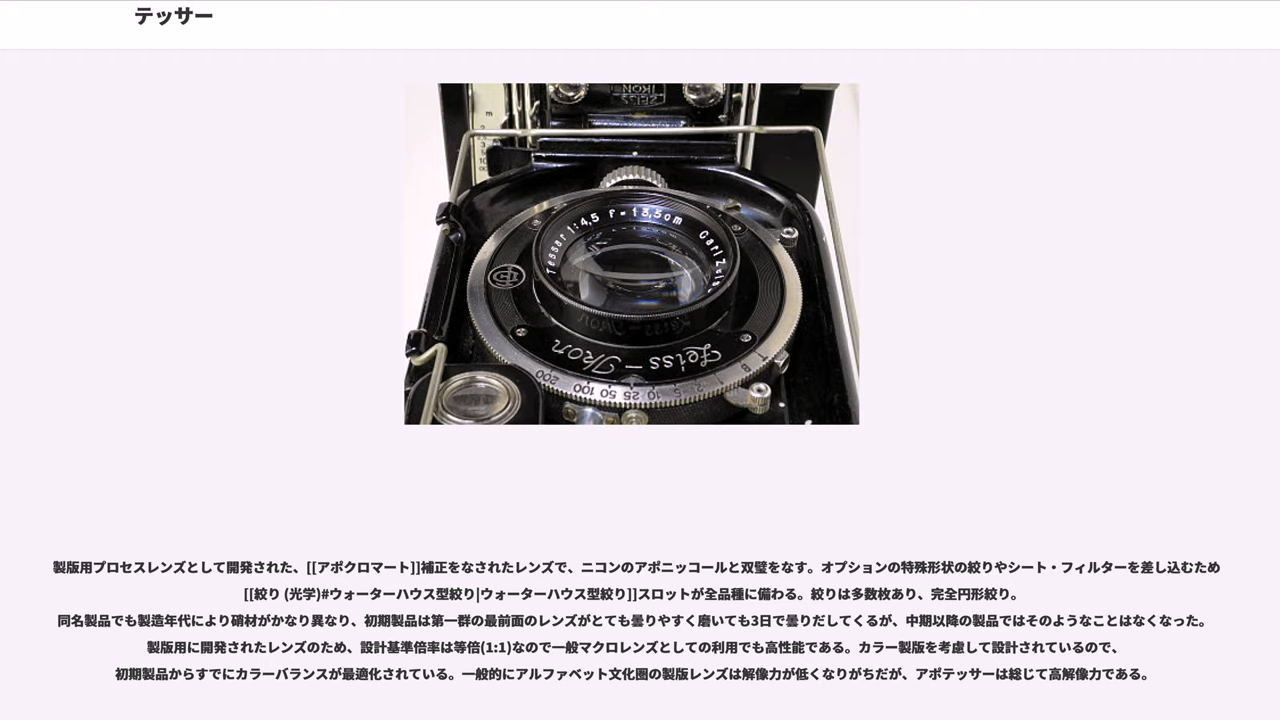 テッサー
ZEISS IKON
m
Tessar 1:4,5 f=13,5cm Carl Zeiss
Zeiss-Ikon
200 100 50 25 10 5 2 1 B T
製版用プロセスレンズとして開発された、[[アポクロマート]]補正をなされたレンズで、ニコンのアポニッコールと双璧をなす。オプションの特殊形状の絞りやシート・フィルターを差し込むため
[[絞り (光学)#ウォーターハウス型絞り|ウォーターハウス型絞り]]スロットが全品種に備わる。絞りは多数枚あり、完全円形絞り。
同名製品でも製造年代により硝材がかなり異なり、初期製品は第一群の最前面のレンズがとても曇りやすく磨いても3日で曇りだしてくるが、中期以降の製品ではそのようなことはなくなった。
製版用に開発されたレンズのため、設計基準倍率は等倍(1:1)なので一般マクロレンズとしての利用でも高性能である。カラー製版を考慮して設計されているので、
初期製品からすでにカラーバランスが最適化されている。一般的にアルファベット文化圏の製版レンズは解像力が低くなりがちだが、アポテッサーは総じて高解像力である。